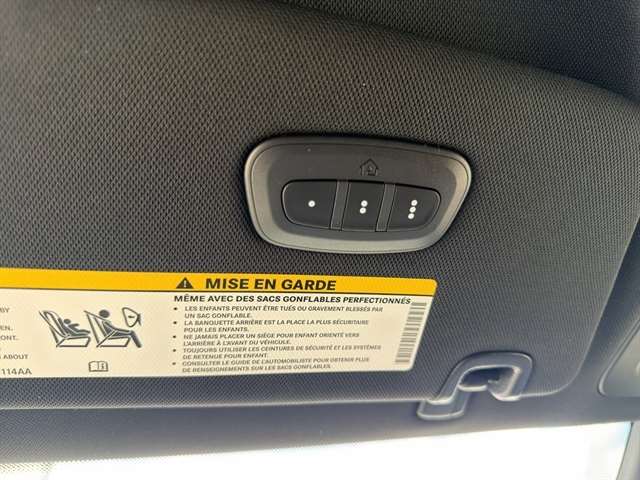 MISE EN GARDE
MÊME AVEC DES SACS GONFLABLES PERFECTIONNÉS
• LES ENFANTS PEUVENT ÊTRE TUÉS OU GRAVEMENT BLESSÉS PAR
UN SAC GONFLABLE.
• LA BANQUETTE ARRIÈRE EST LA PLACE LA PLUS SÉCURITAIRE
POUR LES ENFANTS.
• NE JAMAIS PLACER UN SIÈGE POUR ENFANT ORIENTÉ VERS
L'ARRIÈRE À L'AVANT DU VÉHICULE.
• TOUJOURS UTILISER LES CEINTURES DE SÉCURITÉ ET LES SYSTÈMES
DE RETENUE POUR ENFANT.
• CONSULTER LE GUIDE DE L'AUTOMOBILISTE POUR OBTENIR PLUS
DE RENSEIGNEMENTS SUR LES SACS GONFLABLES.
BY
EN.
ONT.
ABOUT
114AA